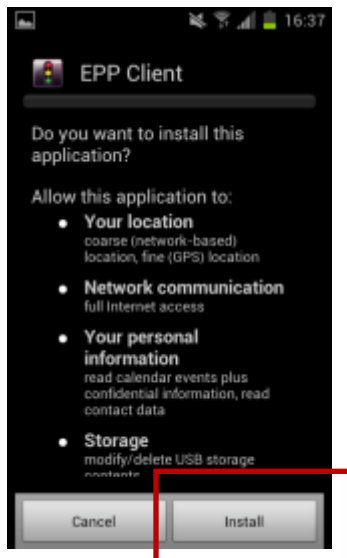 16:37
EPP Client
Do you want to install this
application?
Allow this application to:
● Your location
coarse (network-based)
location, fine (GPS) location
● Network communication
full Internet access
● Your personal
information
read calendar events plus
confidential information, read
contact data
● Storage
modify/delete USB storage
contents
Cancel Install